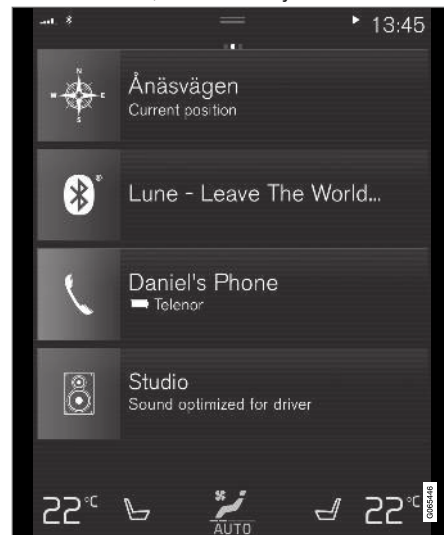 13:45
N
W E
S
Ånäsvägen
Current position
Lune - Leave The World...
Daniel's Phone
Telenor
Studio
Sound optimized for driver
22°C
AUTO
22°C
G065446